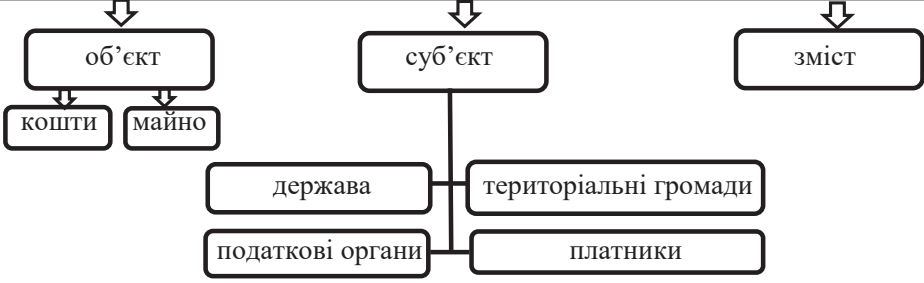 об’єкт
суб’єкт
зміст
кошти
майно
держава
територіальні громади
податкові органи
платники